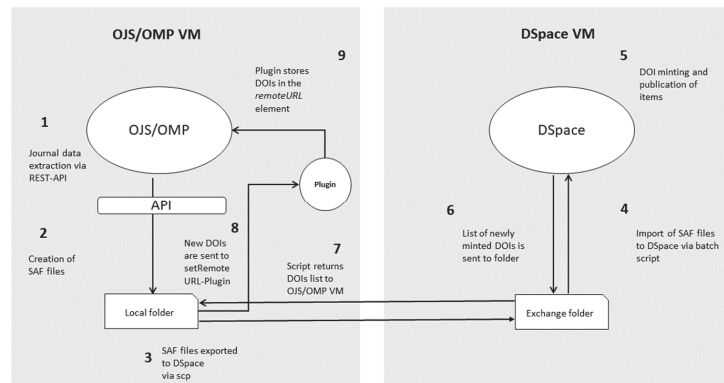 OJS/OMP VM
9
Plugin stores
DOIs in the
remoteURL
element
1
OJS/OMP
Journal data
extraction via
REST-API
Plugin
API
2
Creation of
SAF files
8
New DOIs
are sent to
setRemote
URL-Plugin
7
Script returns
DOIs list to
OJS/OMP VM
Local folder
3
SAF files exported
to DSpace
via scp
DSpace VM
5
DOI minting and
publication of
items
DSpace
6
List of newly
minted DOIs is
sent to folder
4
Import of SAF files
to DSpace via batch
script
Exchange folder